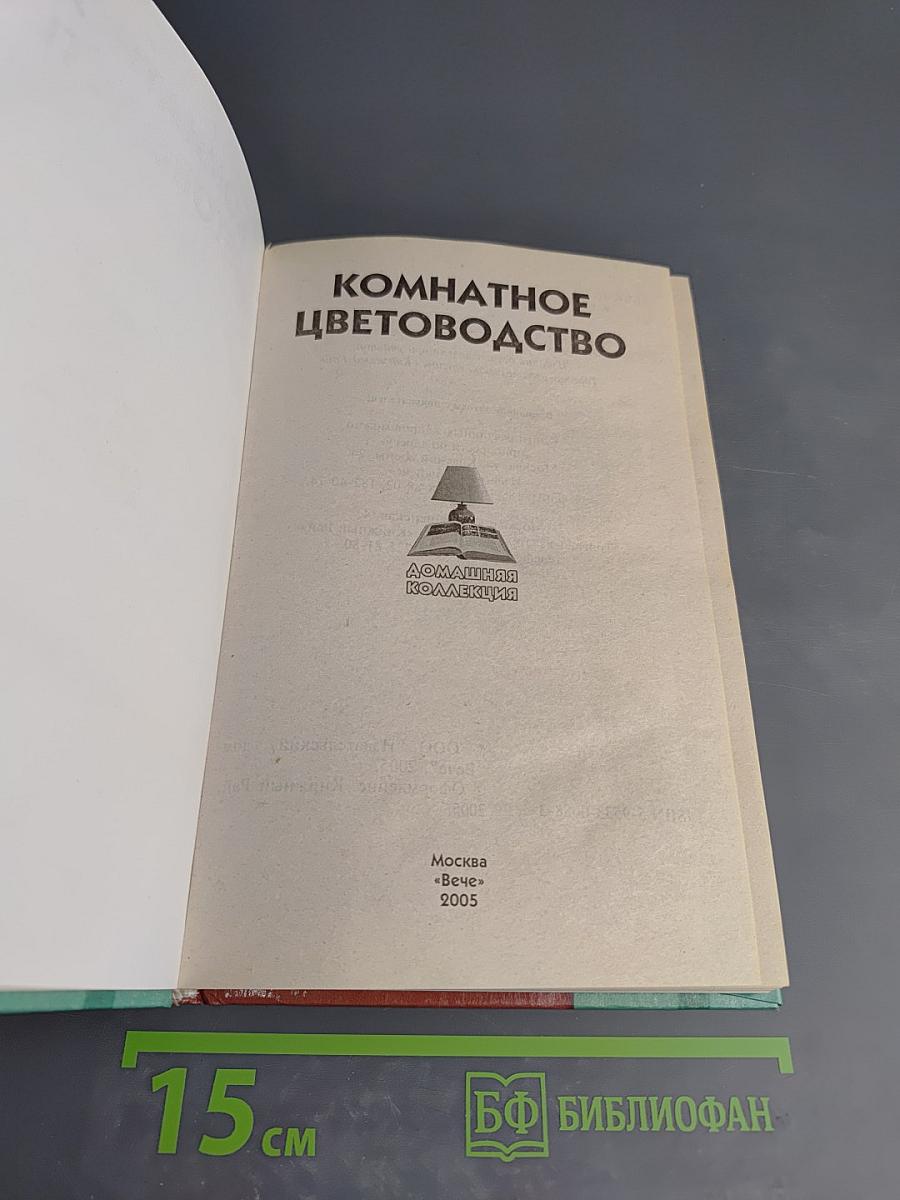 КОМНАТНОЕ
ЦВЕТОВОДСТВО
ДОМАШНЯЯ
КОЛЛЕКЦИЯ
Москва
«Вече»
2005
15 см
БФ БИБЛИОФАН